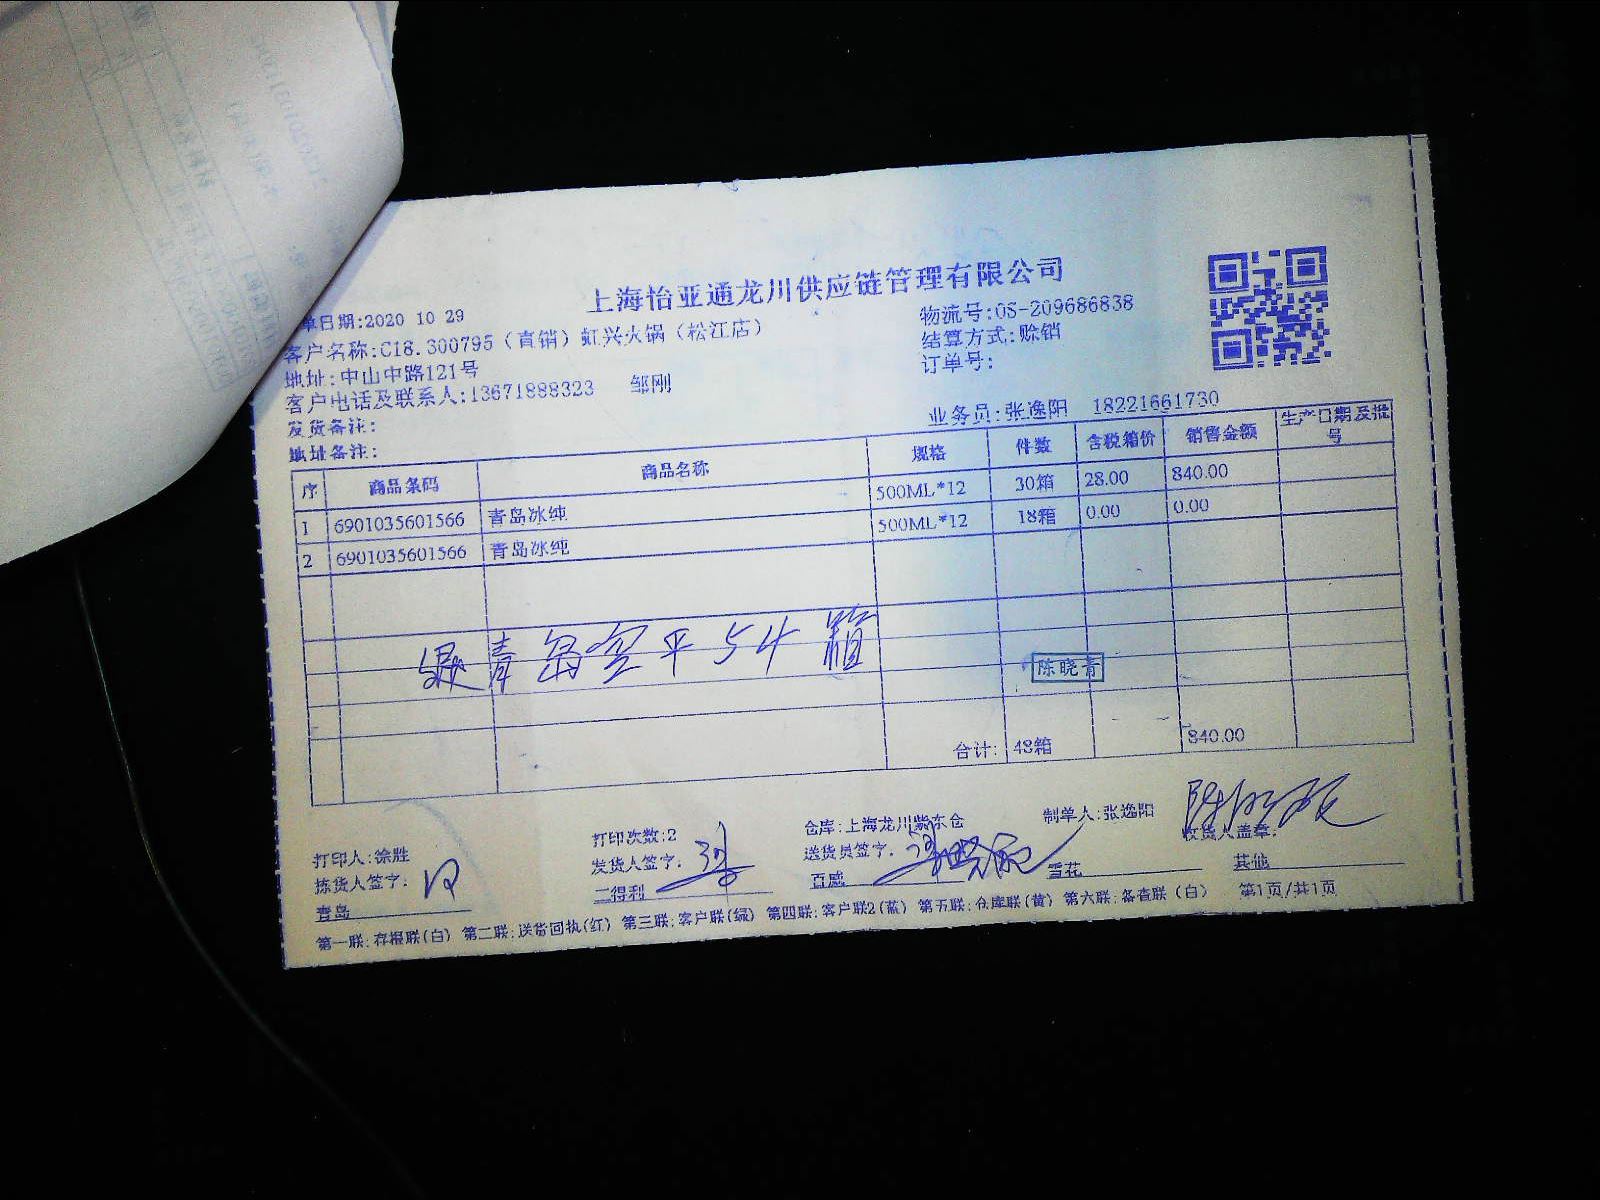 上海怡亚通龙川供应链管理有限公司
单日期:2020 10 29
物流号:OS-209686838
客户名称:C18.300795（直销）虹兴火锅（松江店）
结算方式:赊销
地址:中山中路121号
订单号:
客户电话及联系人:13671888323 邹刚
发货备注:
业务员:张逸阳 18221661730
地址备注:
序 商品条码 商品名称 规格 件数 含税箱价 销售金额 生产日期及批号
1 6901035601566 青岛冰纯 500ML*12 30箱 28.00 840.00
2 6901035601566 青岛冰纯 500ML*12 18箱 0.00 0.00
退青岛空平54箱
陈晓青
合计: 48箱 840.00
打印人:徐胜 打印次数:2 仓库:上海龙川紫东仓 制单人:张逸阳 收货人盖章:
拣货人签字: 发货人签字: 送货员签字:
青岛 二得利 百威 雪花 其他
第一联:存根联(白) 第二联:送货回执(红) 第三联:客户联(绿) 第四联:客户联2(蓝) 第五联:仓库联(黄) 第六联:备查联(白) 第1页/共1页